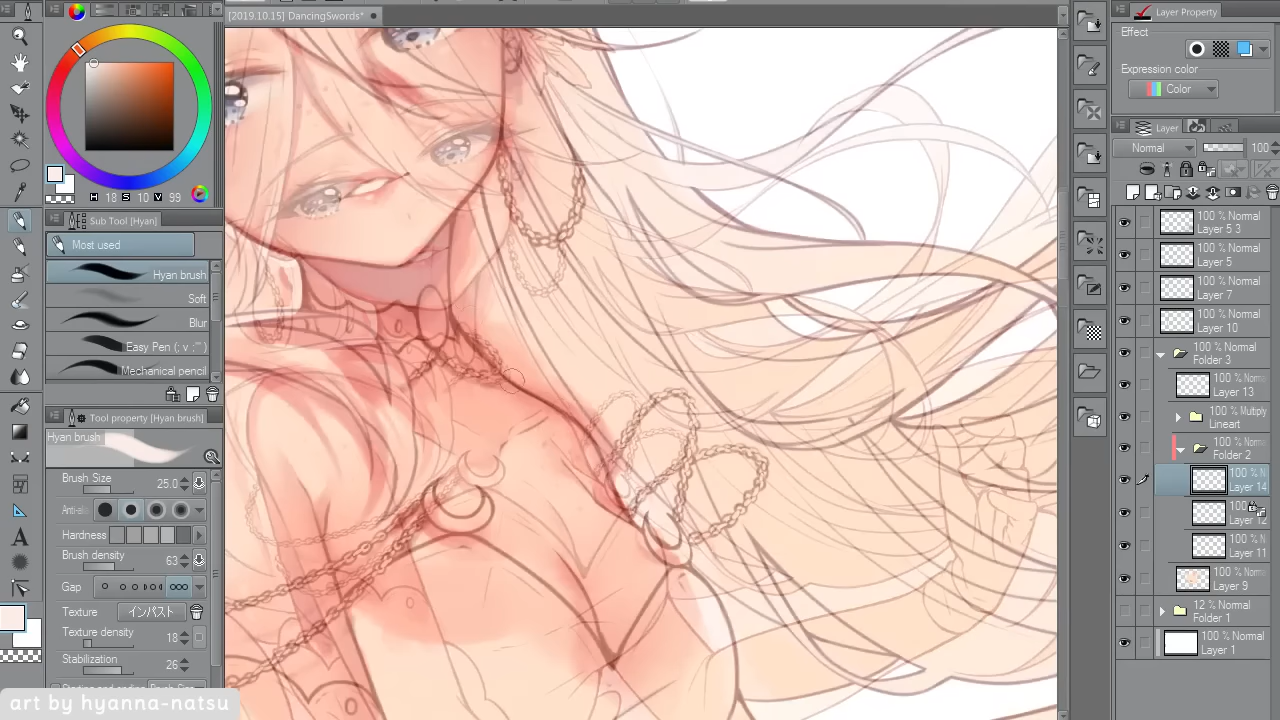 [2019.10.15] DancingSwords*
H 18 S 10 V 99
Sub Tool [Hyan]
Most used
Hyan brush
Soft
Blur
Easy Pen (; v ;")
Mechanical pencil
Tool property [Hyan brush]
Hyan brush
Brush Size 25.0
Hardness
Brush density 63
Gap
Texture インパスト
Texture density 18
Stabilization 26
art by hyanna-natsu
Layer Property
Effect
Expression color
Color
Layer
Normal 100
100 % Normal
Layer 5 3
100 % Normal
Layer 5
100 % Normal
Layer 7
100 % Normal
Layer 10
100 % Normal
Folder 3
100 %
Layer 13
100 % Multiply
Lineart
100 % Normal
Folder 2
100 % N
Layer 14
Layer 12
100 % N
Layer 11
100 %
Layer 9
12 % Normal
Folder 1
100 % Normal
Layer 1